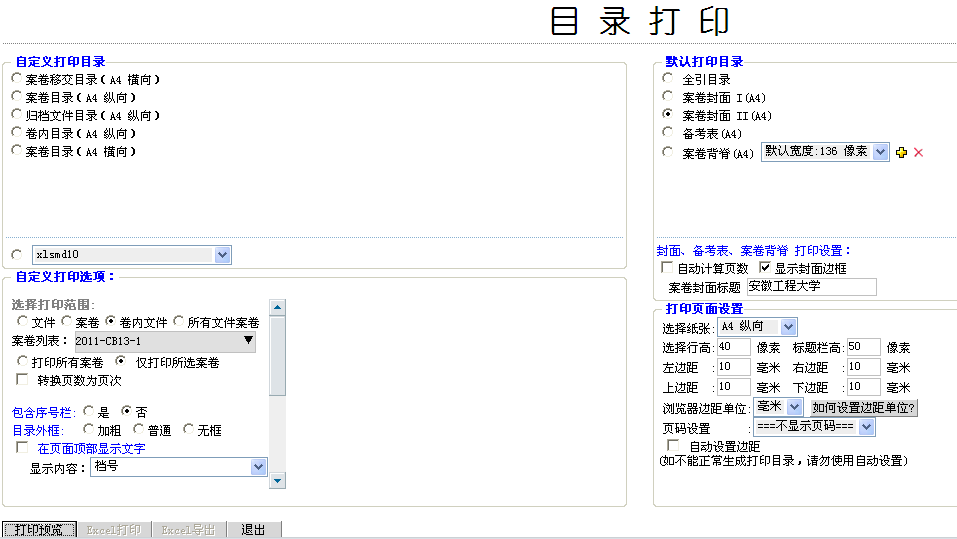 目 录 打 印
自定义打印目录
案卷移交目录(A4 横向)
案卷目录(A4 纵向)
归档文件目录(A4 纵向)
卷内目录(A4 纵向)
案卷目录(A4 横向)
xlsmd10
自定义打印选项：
选择打印范围:
文件 案卷 卷内文件 所有文件案卷
案卷列表： 2011-CB13-1
打印所有案卷 仅打印所选案卷
转换页数为页次
包含序号栏: 是 否
目录外框: 加粗 普通 无框
在页面顶部显示文字
显示内容： 档号
默认打印目录
全引目录
案卷封面 I(A4)
案卷封面 II(A4)
备考表(A4)
案卷背脊(A4) 默认宽度:136 像素
封面、备考表、案卷背脊 打印设置：
自动计算页数 显示封面边框
案卷封面标题 安徽工程大学
打印页面设置
选择纸张: A4 纵向
选择行高: 40 像素 标题栏高: 50 像素
左边距 : 10 毫米 右边距 : 10 毫米
上边距 : 10 毫米 下边距 : 10 毫米
浏览器边距单位: 毫米 如何设置边距单位?
页码设置 : ===不显示页码===
自动设置边距
(如不能正常生成打印目录，请勿使用自动设置)
打印预览 Excel打印 Excel导出 退出